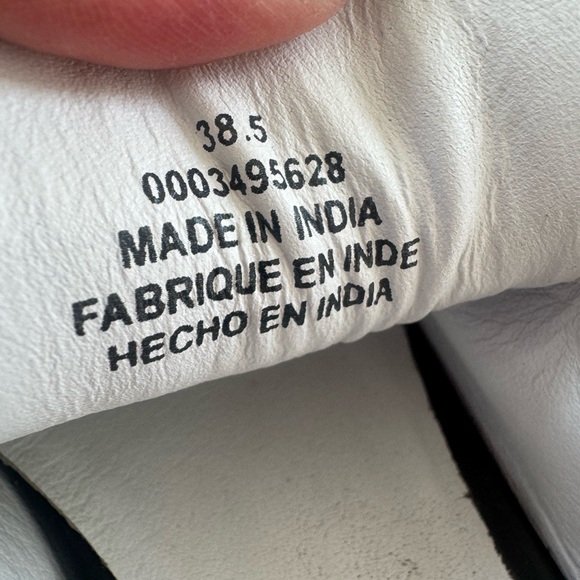 38.5
0003495628
MADE IN INDIA
FABRIQUE EN INDE
HECHO EN INDIA